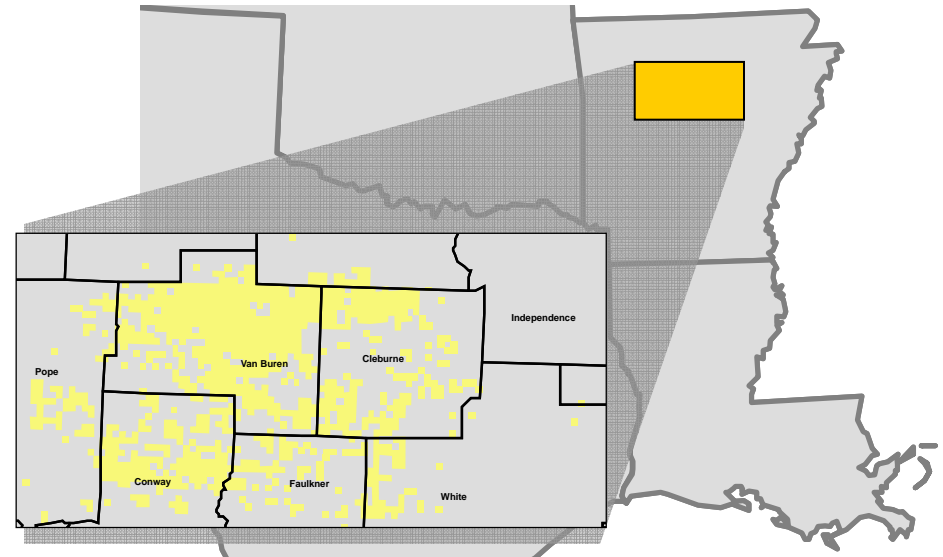 Independence
Cleburne
Van Buren
Pope
Conway
Faulkner
White